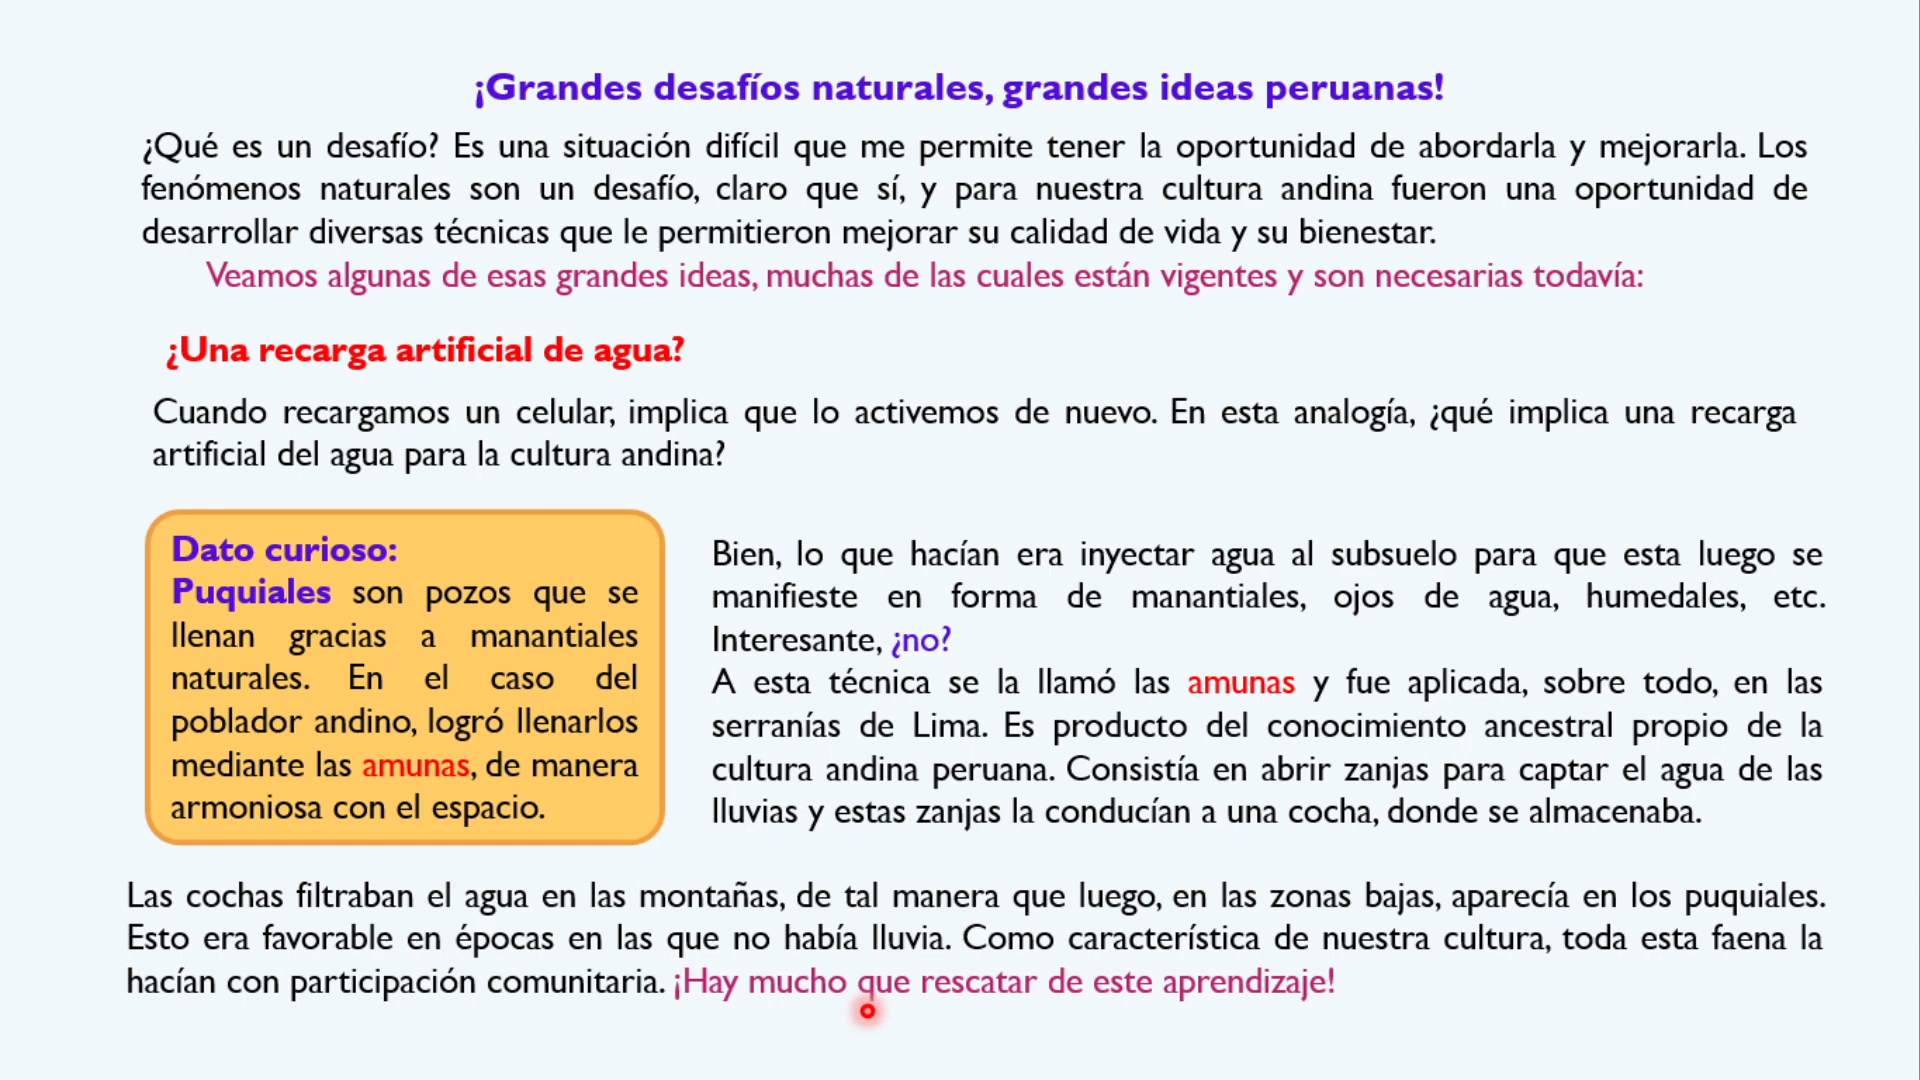 ¡Grandes desafíos naturales, grandes ideas peruanas!
¿Qué es un desafío? Es una situación difícil que me permite tener la oportunidad de abordarla y mejorarla. Los
fenómenos naturales son un desafío, claro que sí, y para nuestra cultura andina fueron una oportunidad de
desarrollar diversas técnicas que le permitieron mejorar su calidad de vida y su bienestar.
Veamos algunas de esas grandes ideas, muchas de las cuales están vigentes y son necesarias todavía:
¿Una recarga artificial de agua?
Cuando recargamos un celular, implica que lo activemos de nuevo. En esta analogía, ¿qué implica una recarga
artificial del agua para la cultura andina?
Dato curioso:
Puquiales son pozos que se
llenan gracias a manantiales
naturales. En el caso del
poblador andino, logró llenarlos
mediante las amunas, de manera
armoniosa con el espacio.
Bien, lo que hacían era inyectar agua al subsuelo para que esta luego se
manifieste en forma de manantiales, ojos de agua, humedales, etc.
Interesante, ¿no?
A esta técnica se la llamó las amunas y fue aplicada, sobre todo, en las
serranías de Lima. Es producto del conocimiento ancestral propio de la
cultura andina peruana. Consistía en abrir zanjas para captar el agua de las
lluvias y estas zanjas la conducían a una cocha, donde se almacenaba.
Las cochas filtraban el agua en las montañas, de tal manera que luego, en las zonas bajas, aparecía en los puquiales.
Esto era favorable en épocas en las que no había lluvia. Como característica de nuestra cultura, toda esta faena la
hacían con participación comunitaria. ¡Hay mucho que rescatar de este aprendizaje!